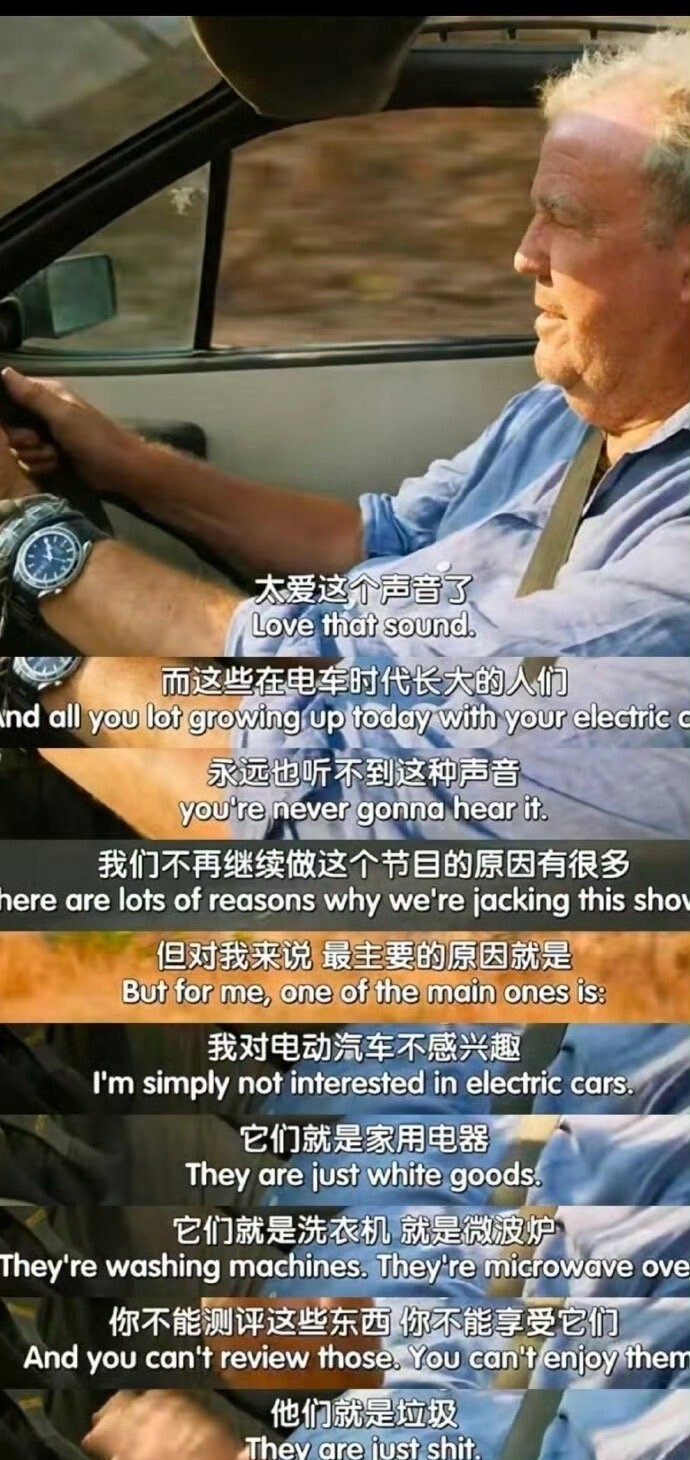 太爱这个声音了
Love that sound.
而这些在电车时代长大的人们
And all you lot growing up today with your electric c
永远也听不到这种声音
you're never gonna hear it.
我们不再继续做这个节目的原因有很多
here are lots of reasons why we're jacking this show
但对我来说 最主要的原因就是
But for me, one of the main ones is:
我对电动汽车不感兴趣
I'm simply not interested in electric cars.
它们就是家用电器
They are just white goods.
它们就是洗衣机 就是微波炉
They're washing machines. They're microwave ove
你不能测评这些东西 你不能享受它们
And you can't review those. You can't enjoy them
他们就是垃圾
They are just shit.